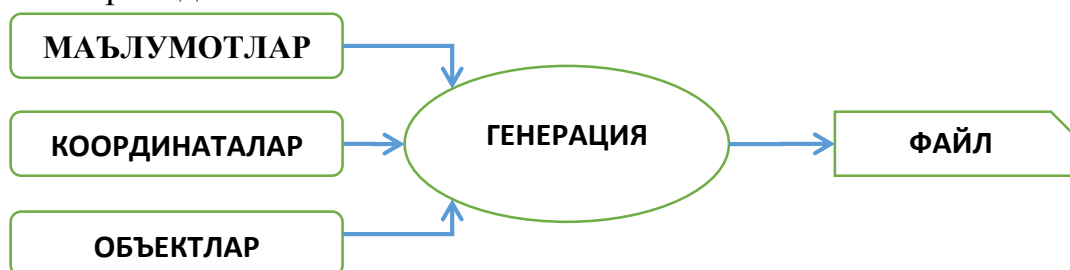 МАЪЛУМОТЛАР
КООРДИНАТАЛАР
ОБЪЕКТЛАР
ГЕНЕРАЦИЯ
ФАЙЛ